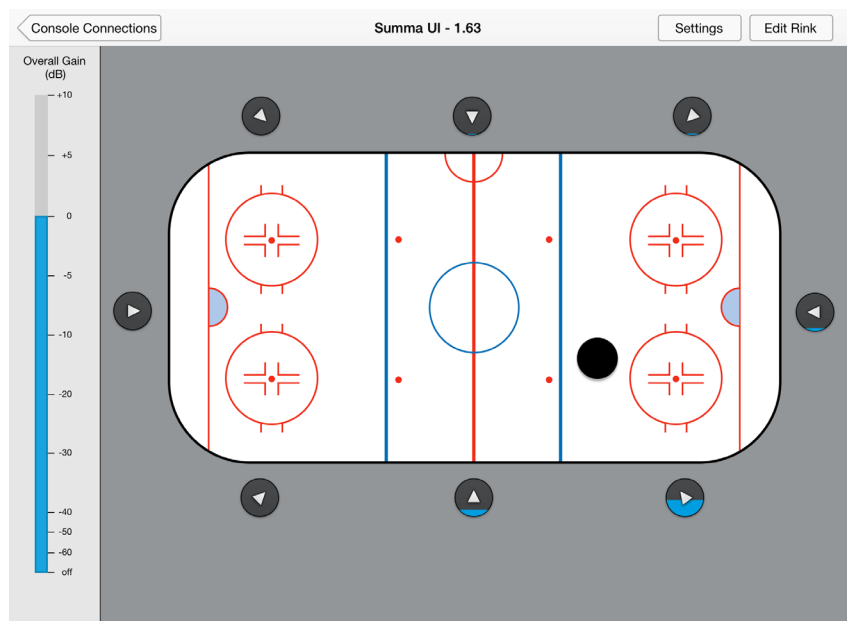 Console Connections
Summa UI - 1.63
Settings
Edit Rink
Overall Gain
(dB)
+10
+5
0
-5
-10
-20
-30
-40
-50
-60
off